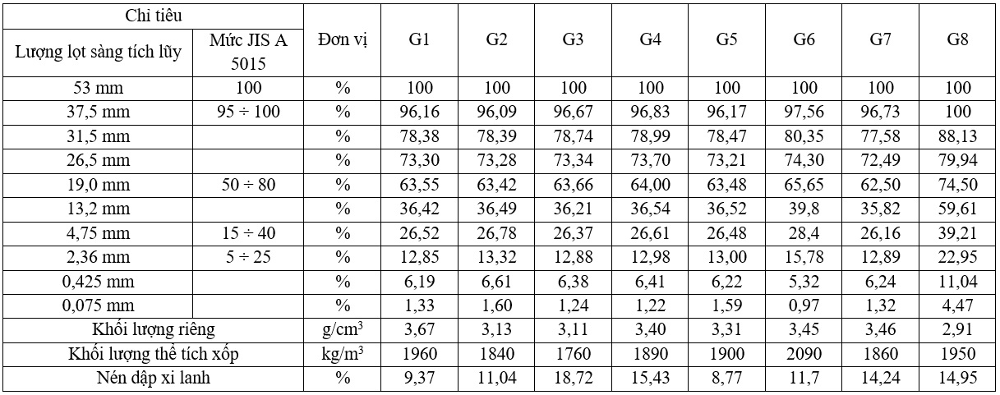 Chỉ tiêu
Lượng lọt sàng tích lũy Mức JIS A 5015 Đơn vị G1 G2 G3 G4 G5 G6 G7 G8
53 mm 100 % 100 100 100 100 100 100 100 100
37,5 mm 95 ÷ 100 % 96,16 96,09 96,67 96,83 96,17 97,56 96,73 100
31,5 mm % 78,38 78,39 78,74 78,99 78,47 80,35 77,58 88,13
26,5 mm % 73,30 73,28 73,34 73,70 73,21 74,30 72,49 79,94
19,0 mm 50 ÷ 80 % 63,55 63,42 63,66 64,00 63,48 65,65 62,50 74,50
13,2 mm % 36,42 36,49 36,21 36,54 36,52 39,8 35,82 59,61
4,75 mm 15 ÷ 40 % 26,52 26,78 26,37 26,61 26,48 28,4 26,16 39,21
2,36 mm 5 ÷ 25 % 12,85 13,32 12,88 12,98 13,00 15,78 12,89 22,95
0,425 mm % 6,19 6,61 6,38 6,41 6,22 5,32 6,24 11,04
0,075 mm % 1,33 1,60 1,24 1,22 1,59 0,97 1,32 4,47
Khối lượng riêng g/cm³ 3,67 3,13 3,11 3,40 3,31 3,45 3,46 2,91
Khối lượng thể tích xốp kg/m³ 1960 1840 1760 1890 1900 2090 1860 1950
Nén dập xi lanh % 9,37 11,04 18,72 15,43 8,77 11,7 14,24 14,95